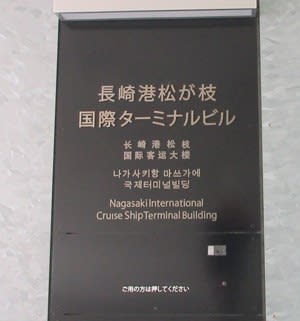 長崎港松が枝
国際ターミナルビル
长崎港松枝
国际客运大楼
나가사키항 마쓰가에
국제터미널빌딩
Nagasaki International
Cruise Ship Terminal Building
ご用の方は押してください